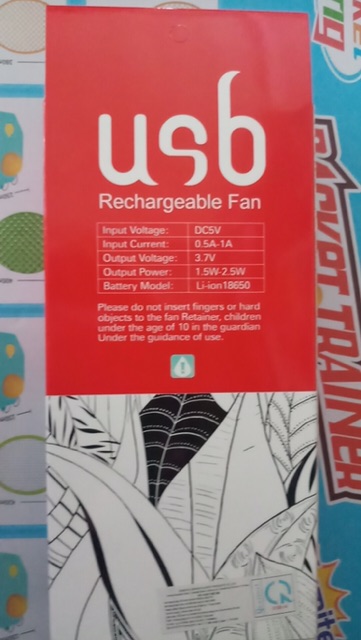 usb
Rechargeable Fan
Input Voltage: DC5V
Input Current: 0.5A-1A
Output Voltage: 3.7V
Output Power: 1.5W-2.5W
Battery Model: Li-ion18650
Please do not insert fingers or hard
objects to the fan Retainer, children
under the age of 10 in the guardian
Under the guidance of use.
RACKET TRAINER